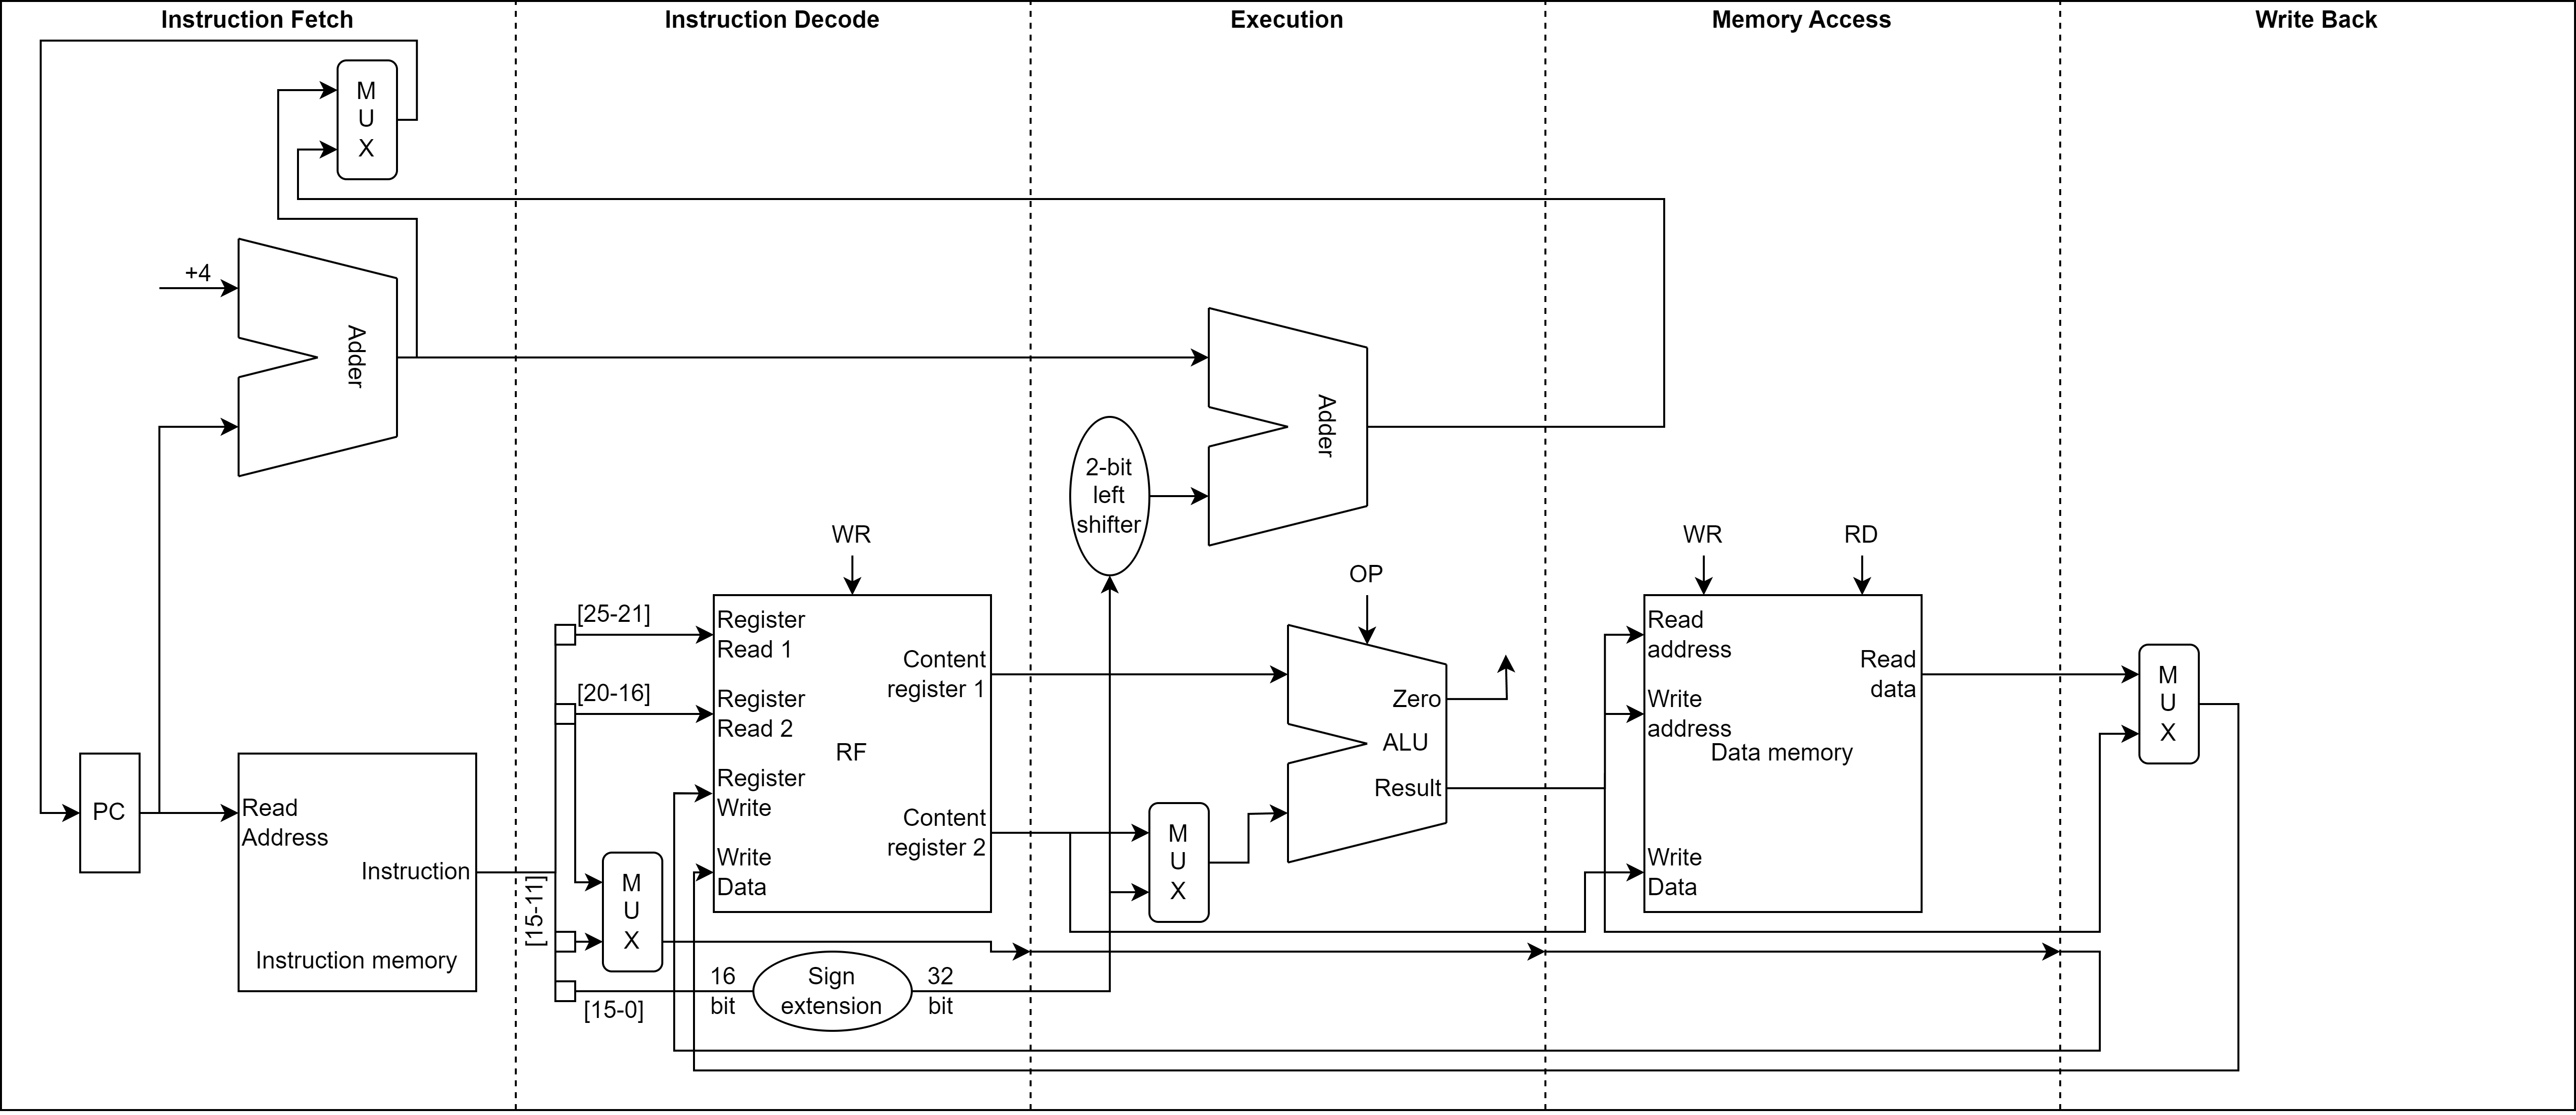 Instruction Fetch
Instruction Decode
Execution
Memory Access
Write Back
M
U
X
+4
Adder
Adder
2-bit
left
shifter
WR
OP
WR
RD
PC
Read
Address
Instruction
Instruction memory
[25-21]
[20-16]
[15-11]
[15-0]
M
U
X
16
bit
Sign
extension
32
bit
Register
Read 1
Register
Read 2
RF
Register
Write
Write
Data
Content
register 1
Content
register 2
M
U
X
Zero
ALU
Result
Read
address
Write
address
Data memory
Write
Data
Read
data
M
U
X